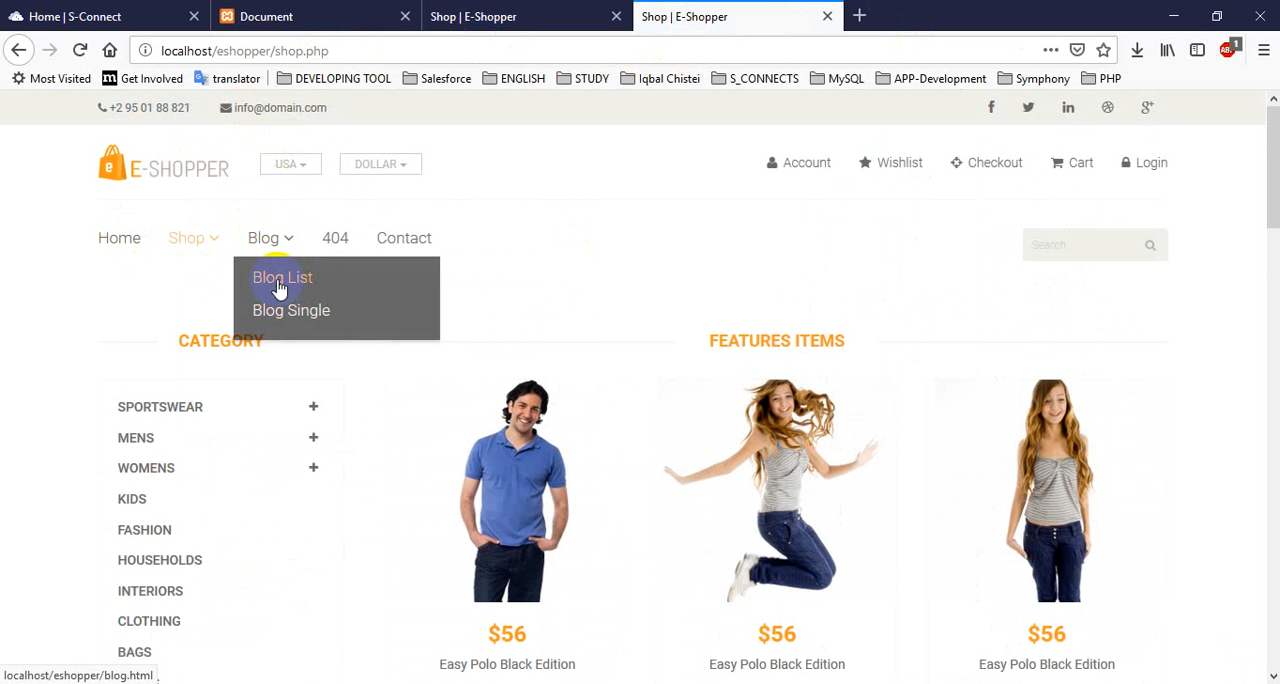 Home | S-Connect
Document
Shop | E-Shopper
Shop | E-Shopper
localhost/eshopper/shop.php
1
Most Visited
Get Involved
translator
DEVELOPING TOOL
Salesforce
ENGLISH
STUDY
Iqbal Chistei
S_CONNECTS
MySQL
APP-Development
Symphony
PHP
+2 95 01 88 821
info@domain.com
E-SHOPPER
USA
DOLLAR
Account
Wishlist
Checkout
Cart
Login
Home
Shop
Blog
404
Contact
Search
Blog List
Blog Single
CATEGORY
FEATURES ITEMS
SPORTSWEAR
MENS
WOMENS
KIDS
FASHION
HOUSEHOLDS
INTERIORS
CLOTHING
BAGS
$56
$56
$56
Easy Polo Black Edition
Easy Polo Black Edition
Easy Polo Black Edition
localhost/eshopper/blog.html